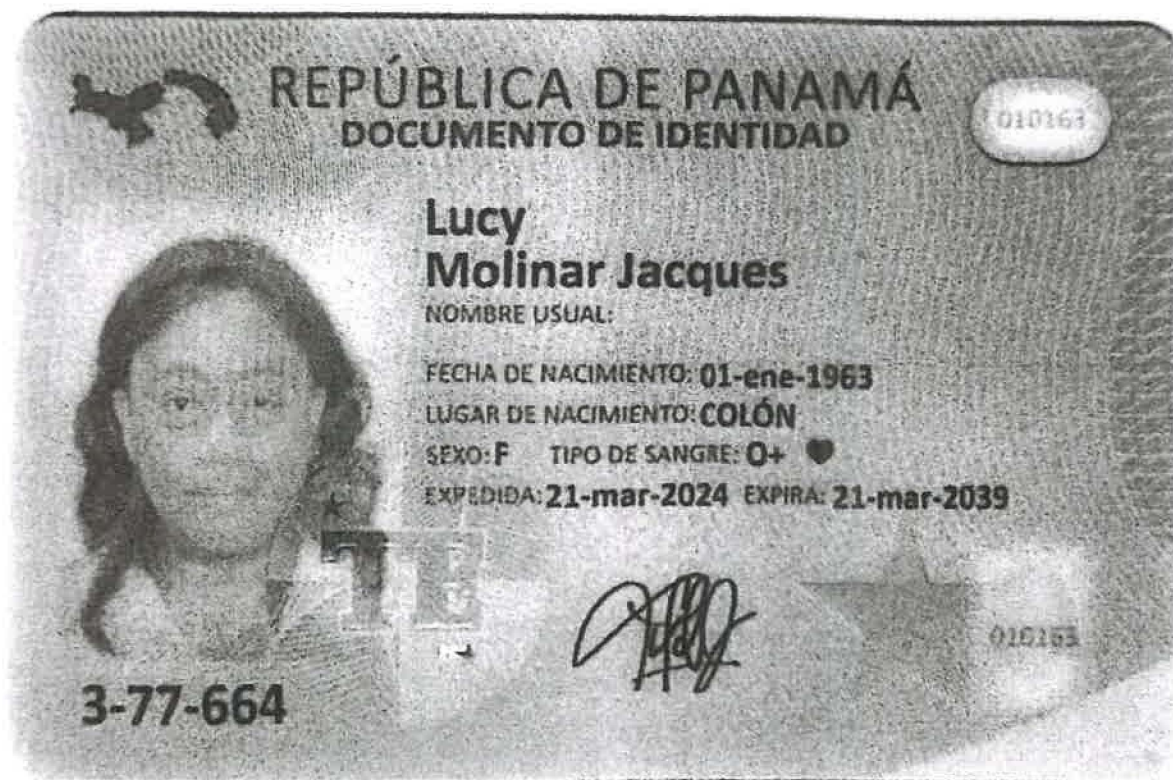 REPÚBLICA DE PANAMÁ
DOCUMENTO DE IDENTIDAD
010163
Lucy
Molinar Jacques
NOMBRE USUAL:
FECHA DE NACIMIENTO: 01-ene-1963
LUGAR DE NACIMIENTO: COLÓN
SEXO: F TIPO DE SANGRE: O+
EXPEDIDA: 21-mar-2024 EXPIRA: 21-mar-2039
010163
3-77-664